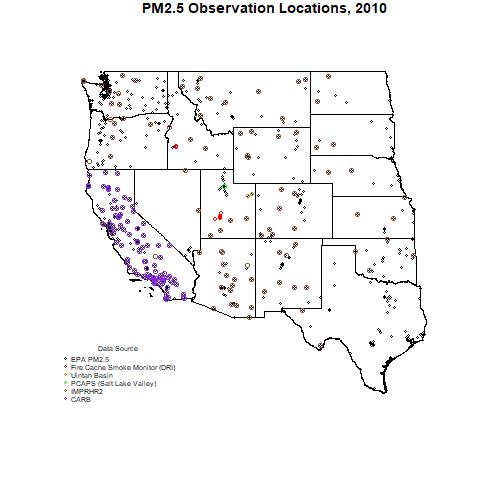 PM2.5 Observation Locations, 2010
Data Source
EPA PM2.5
Fire Cache Smoke Monitor (DRI)
Uintah Basin
PCAPS (Salt Lake Valley)
IMPRHR2
CARB